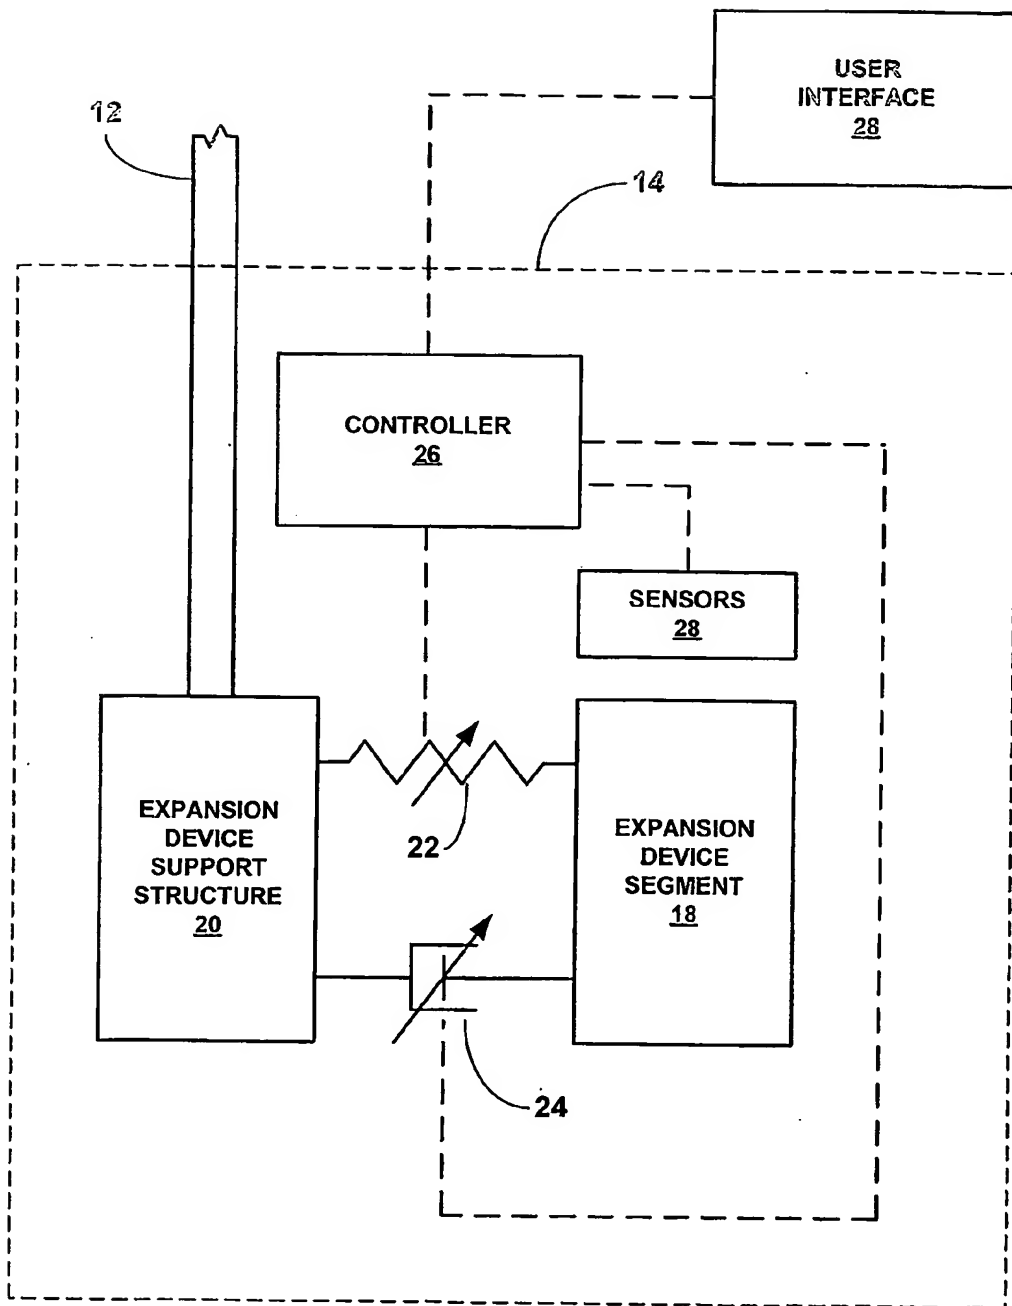 USER
INTERFACE
28
12
14
CONTROLLER
26
SENSORS
28
EXPANSION
DEVICE
SUPPORT
STRUCTURE
20
22
EXPANSION
DEVICE
SEGMENT
18
24